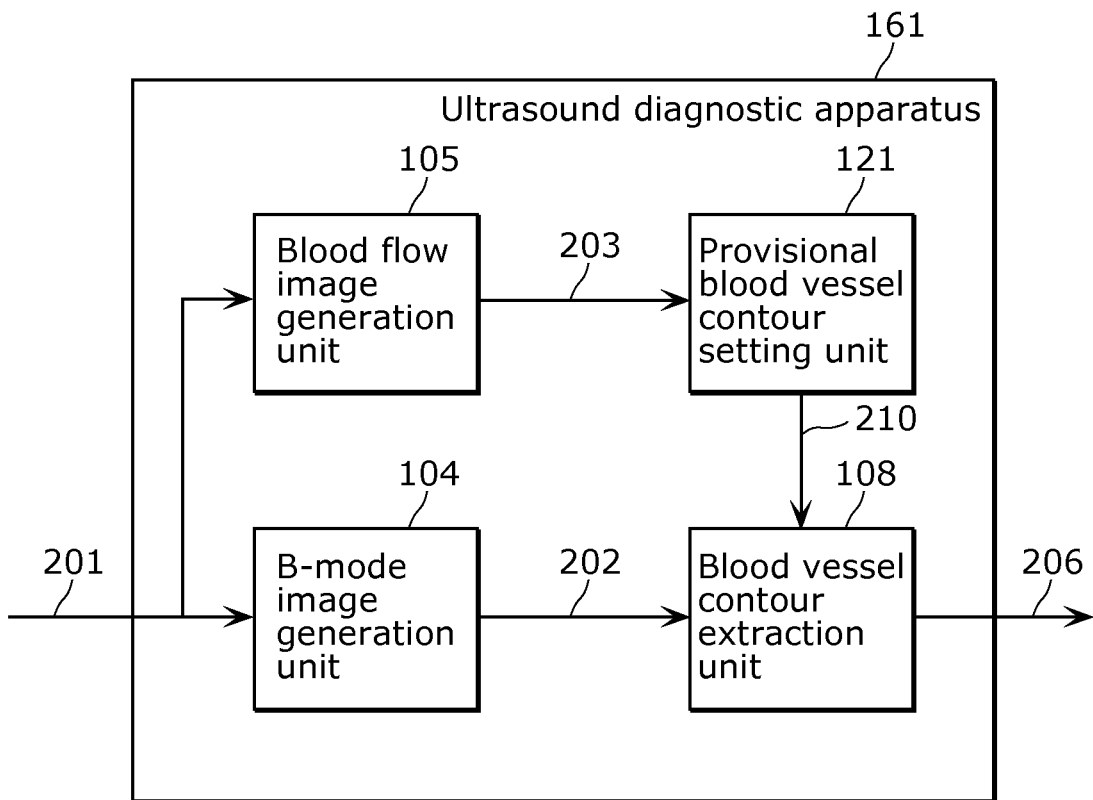 161
Ultrasound diagnostic apparatus
105
121
Blood flow
image
generation
unit
203
Provisional
blood vessel
contour
setting unit
210
104
108
201
B-mode
image
generation
unit
202
Blood vessel
contour
extraction
unit
206